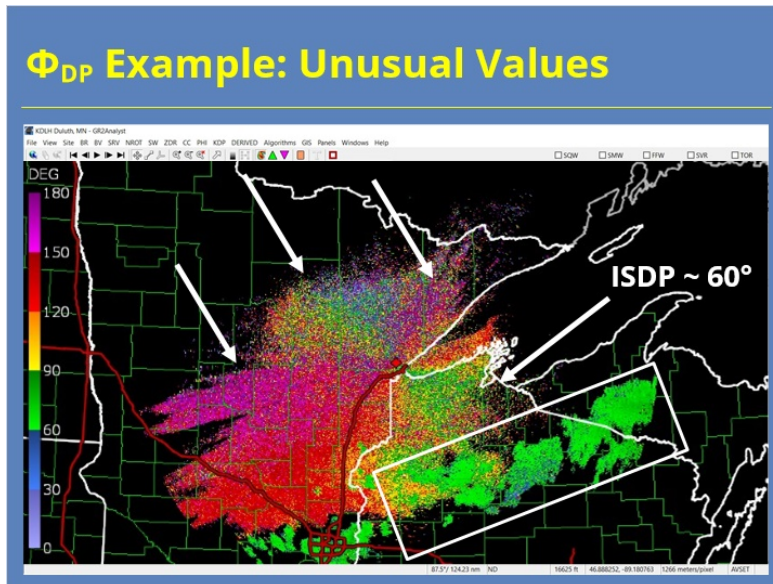 ΦDP Example: Unusual Values
KDLH Duluth, MN - GR2Analyst
File View Site BR BV SRV NROT SW ZDR CC PHI KDP DERIVED Algorithms GIS Panels Windows Help
SQW SMW FFW SVR TOR
DEG
180
150
120
90
60
30
0
ISDP ~ 60°
87.5°/ 124.23 nm ND 16625 ft 46.888252, -89.180763 1266 meters/pixel AVSET